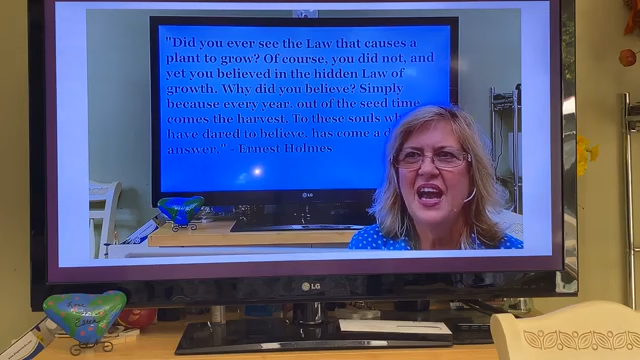 "Did you ever see the Law that causes a
plant to grow? Of course, you did not, and
yet you believed in the hidden Law of
growth. Why did you believe? Simply
because every year, out of the seed time
comes the harvest. To these souls
have dared to believe, has come a
answer." - Ernest Holmes
LG
LG